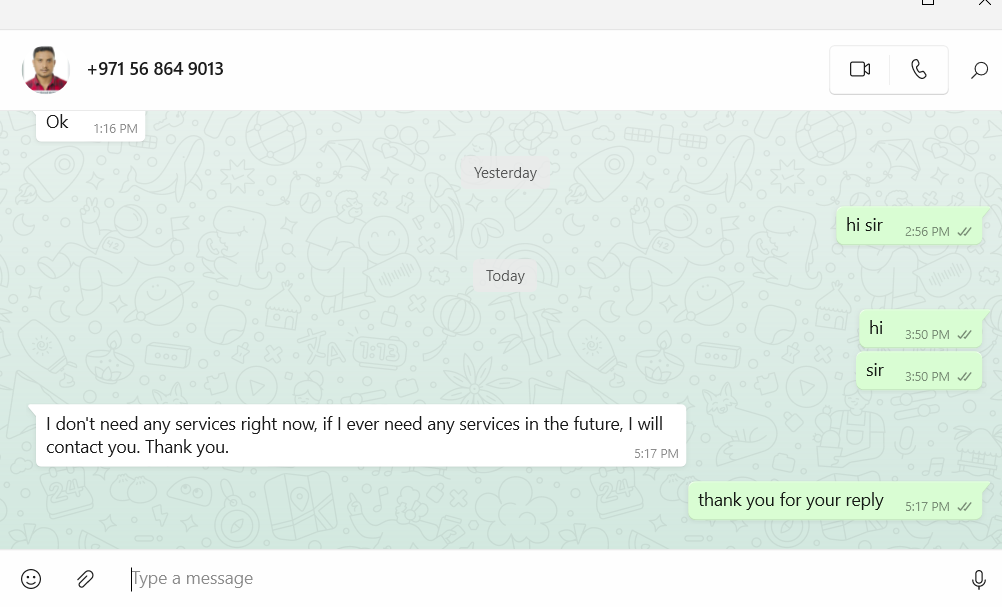 +971 56 864 9013
Ok
1:16 PM
Yesterday
hi sir
2:56 PM
Today
hi
3:50 PM
sir
3:50 PM
I don't need any services right now, if I ever need any services in the future, I will
contact you. Thank you.
5:17 PM
thank you for your reply
5:17 PM
Type a message